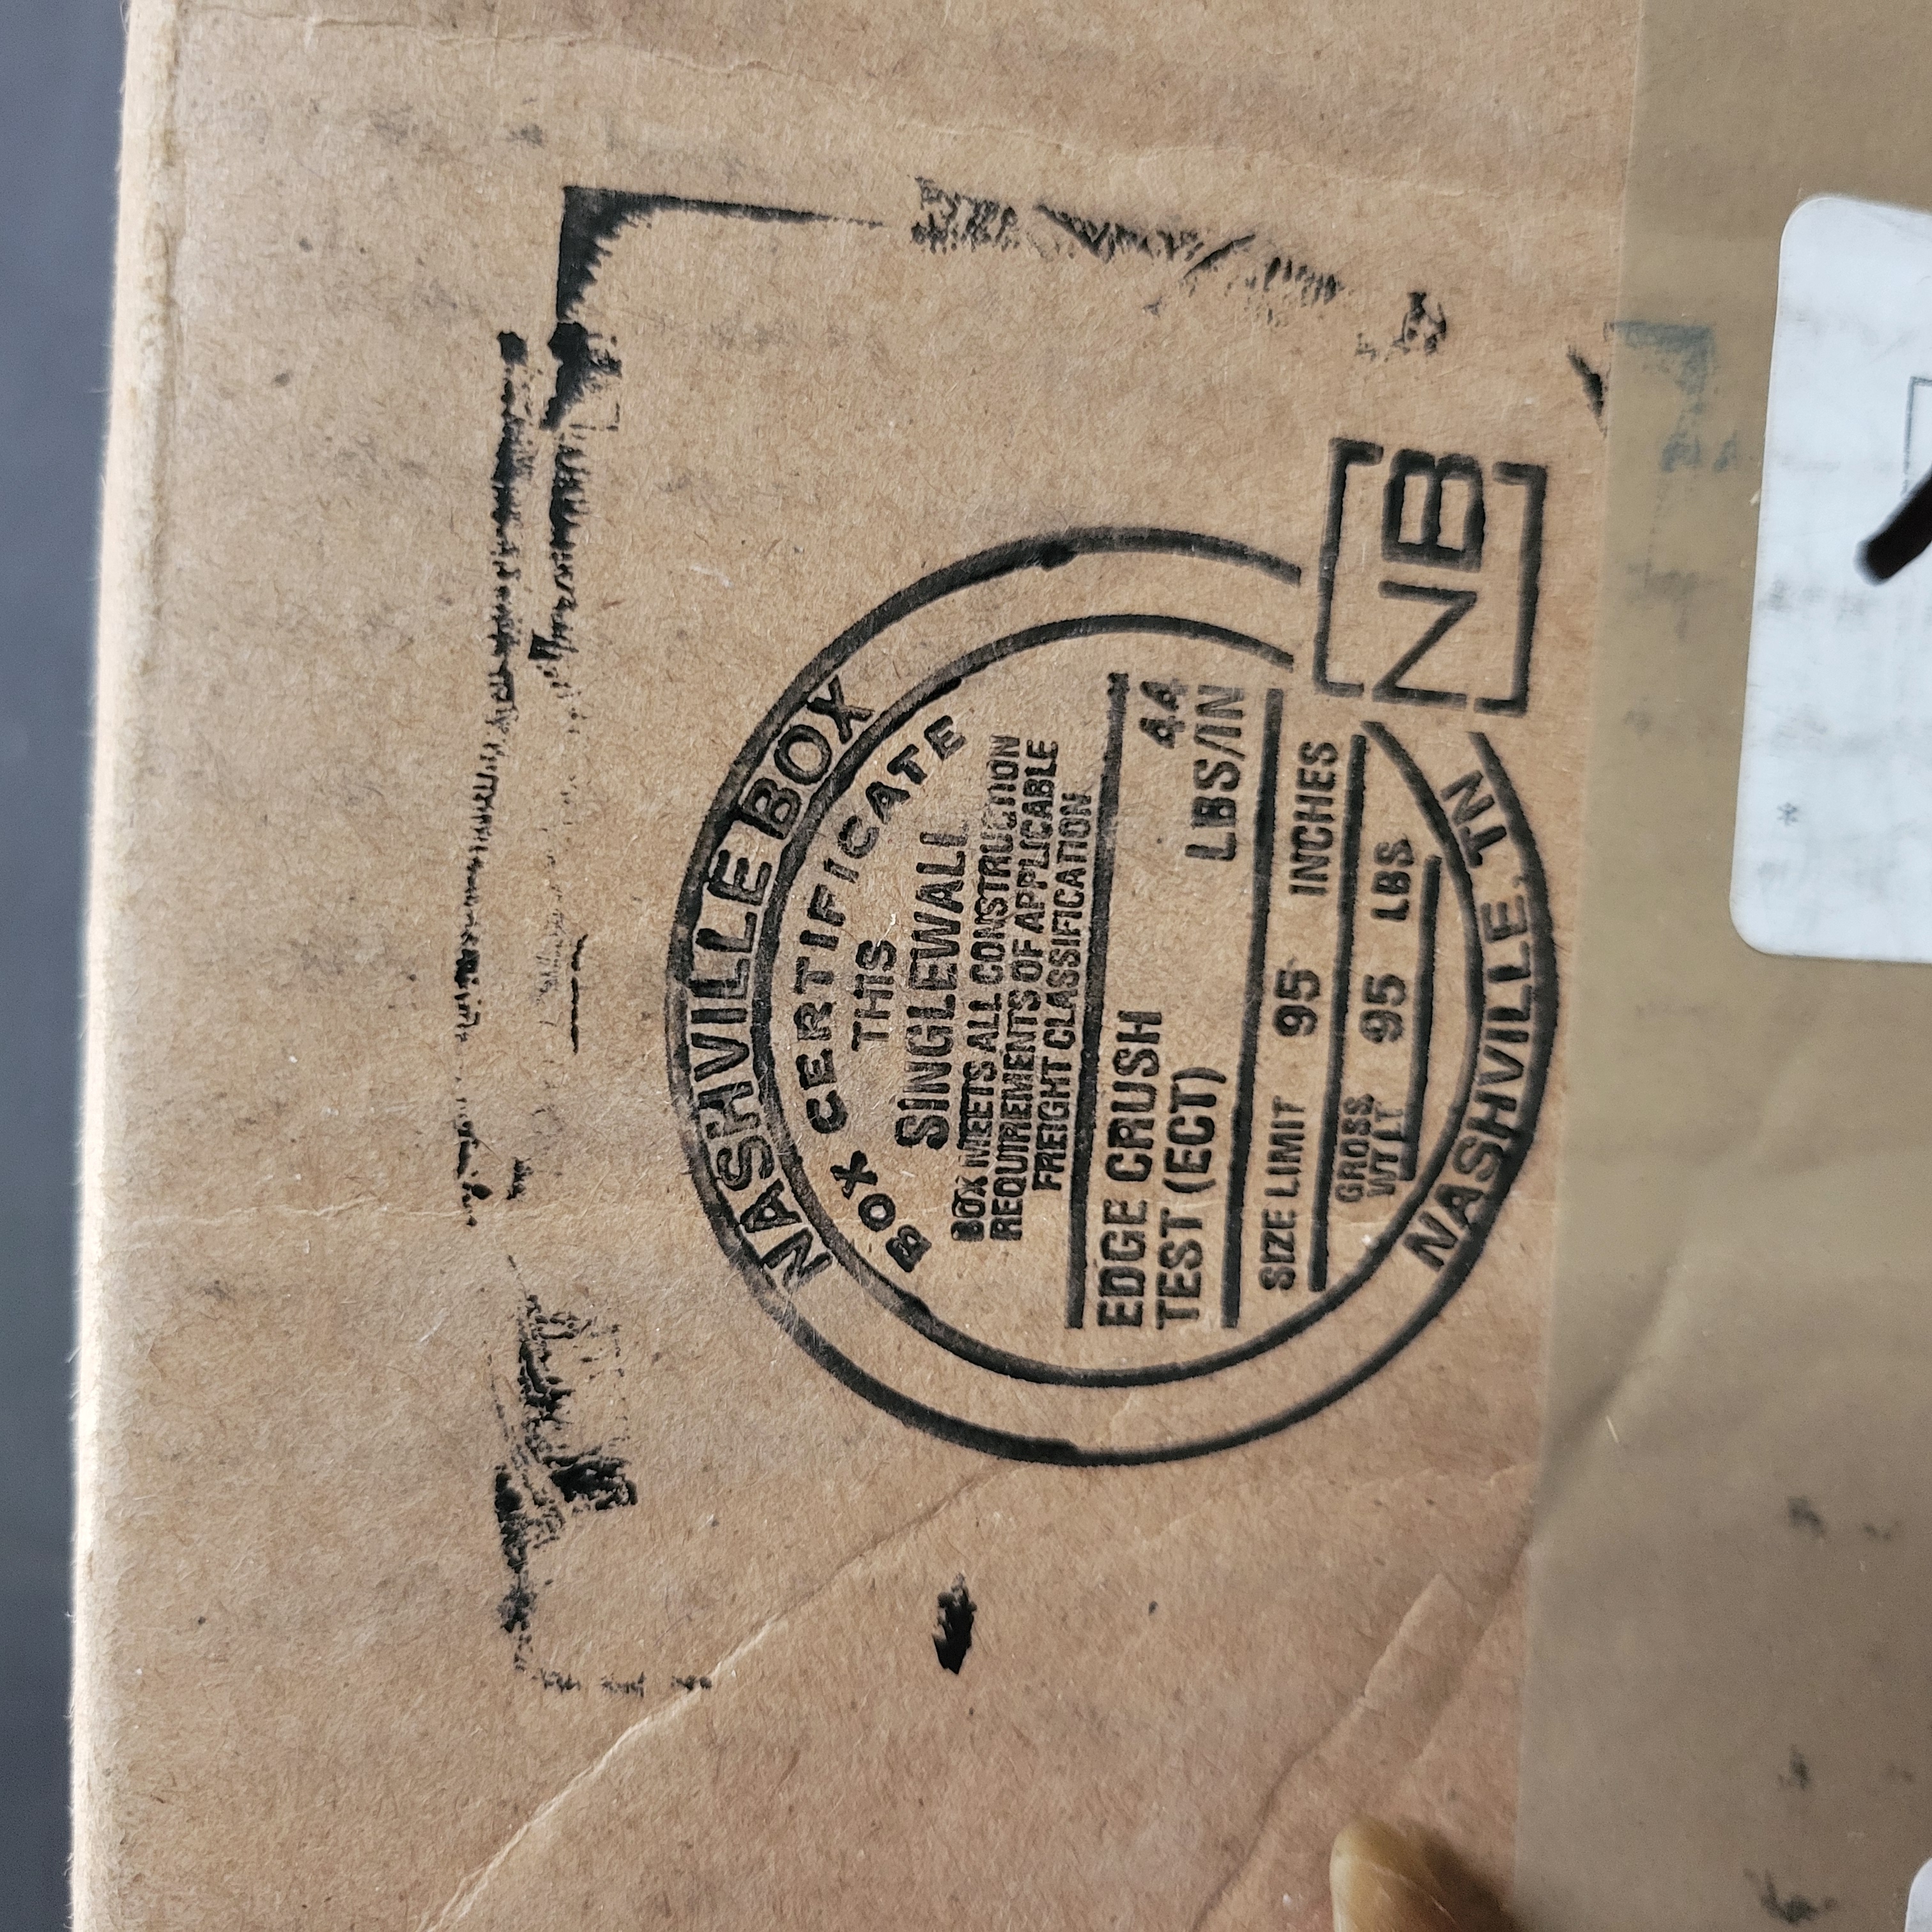 NASHVILLE BOX
BOX CERTIFICATE
THIS
SINGLEWALL
BOX MEETS ALL CONSTRUCTION
REQUIREMENTS OF APPLICABLE
FREIGHT CLASSIFICATION
EDGE CRUSH
TEST (ECT)
44
LBS/IN
SIZE LIMIT 95 INCHES
GROSS
WT LT 95 LBS
NASHVILLE, TN
NB
*